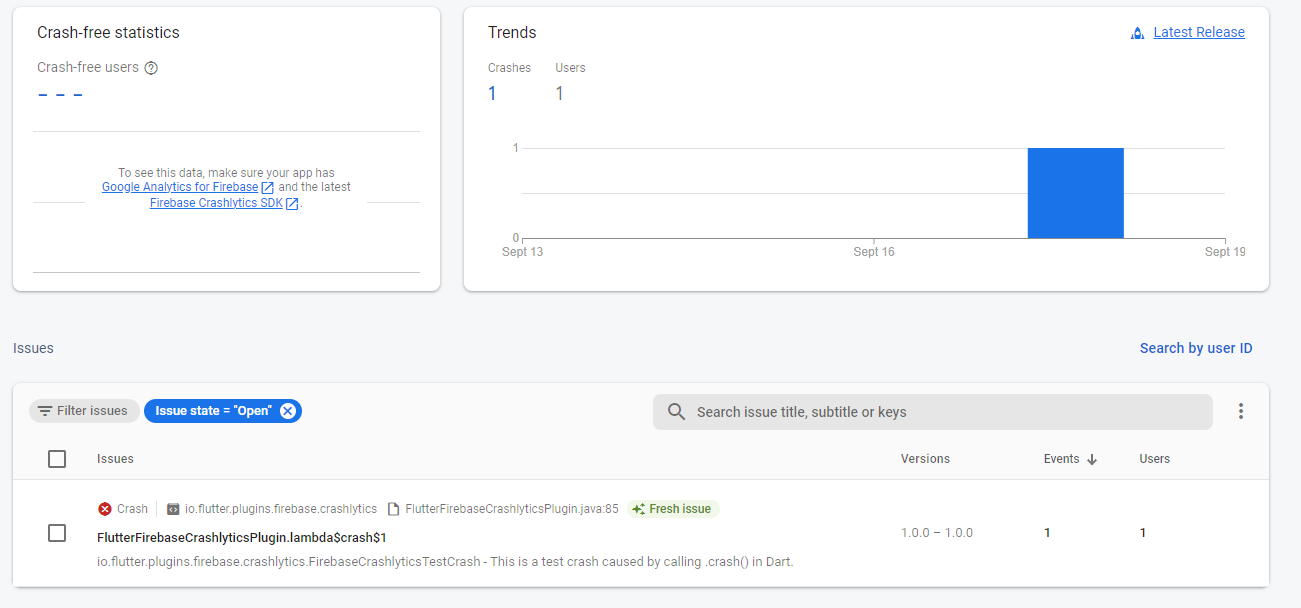 Crash-free statistics
Crash-free users
– – –
To see this data, make sure your app has
Google Analytics for Firebase and the latest
Firebase Crashlytics SDK.
Trends
Latest Release
Crashes Users
1 1
1
0
Sept 13 Sept 16 Sept 19
Issues
Search by user ID
Filter issues
Issue state = "Open"
Search issue title, subtitle or keys
Issues Versions Events Users
Crash io.flutter.plugins.firebase.crashlytics FlutterFirebaseCrashlyticsPlugin.java:85 Fresh issue
FlutterFirebaseCrashlyticsPlugin.lambda$crash$1
1.0.0 – 1.0.0 1 1
io.flutter.plugins.firebase.crashlytics.FirebaseCrashlyticsTestCrash - This is a test crash caused by calling .crash() in Dart.